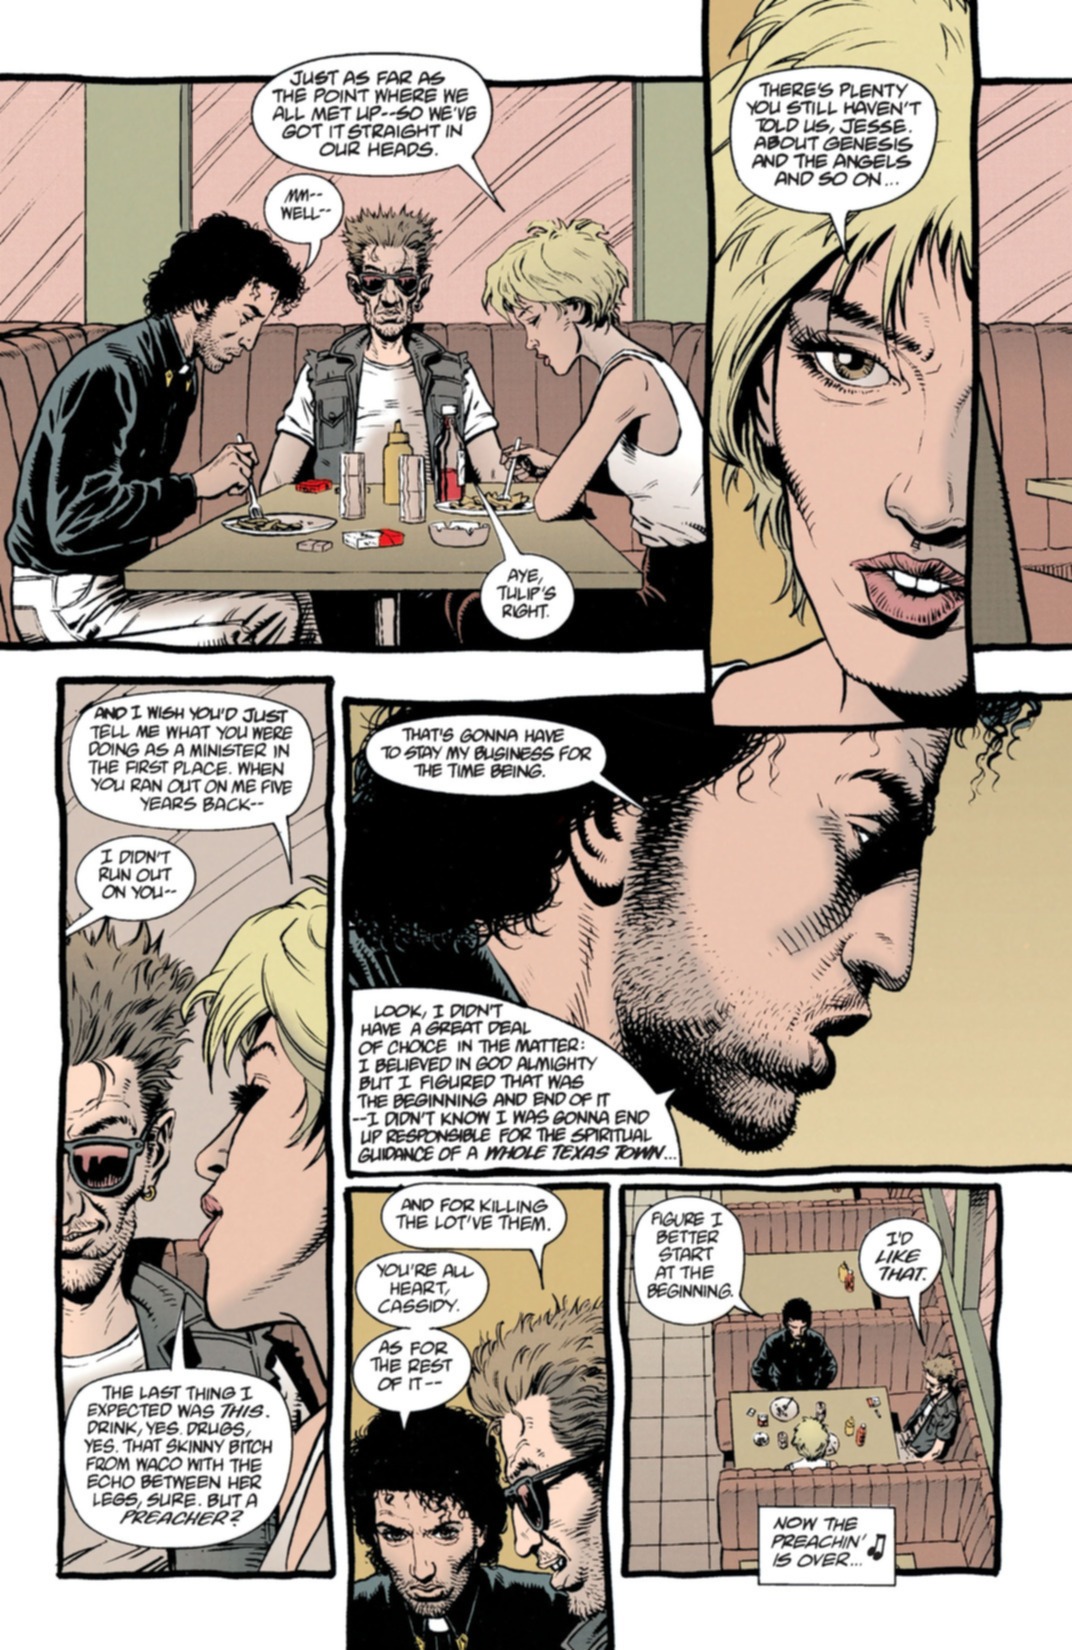 JUST AS FAR AS
THE POINT WHERE WE
ALL MET UP--SO WE'VE
GOT IT STRAIGHT IN
OUR HEADS.
MM--
WELL--
AYE,
TULIP'S
RIGHT.
THERE'S PLENTY
YOU STILL HAVEN'T
TOLD US, JESSE.
ABOUT GENESIS
AND THE ANGELS
AND SO ON...
AND I WISH YOU'D JUST
TELL ME WHAT YOU WERE
DOING AS A MINISTER IN
THE FIRST PLACE. WHEN
YOU RAN OUT ON ME FIVE
YEARS BACK--
I DIDN'T
RUN OUT
ON YOU--
THE LAST THING I
EXPECTED WAS THIS.
DRINK, YES. DRUGS,
YES. THAT SKINNY BITCH
FROM WACO WITH THE
ECHO BETWEEN HER
LEGS, SURE. BUT A
PREACHER?
THAT'S GONNA HAVE
TO STAY MY BUSINESS FOR
THE TIME BEING.
LOOK, I DIDN'T
HAVE A GREAT DEAL
OF CHOICE IN THE MATTER:
I BELIEVED IN GOD ALMIGHTY
BUT I FIGURED THAT WAS
THE BEGINNING AND END OF IT
--I DIDN'T KNOW I WAS GONNA END
UP RESPONSIBLE FOR THE SPIRITUAL
GUIDANCE OF A WHOLE TEXAS TOWN...
AND FOR KILLING
THE LOT'VE THEM.
YOU'RE ALL
HEART,
CASSIDY.
AS FOR
THE REST
OF IT--
FIGURE I
BETTER
START
AT THE
BEGINNING.
I'D
LIKE
THAT.
NOW THE
PREACHIN'
IS OVER... ♫